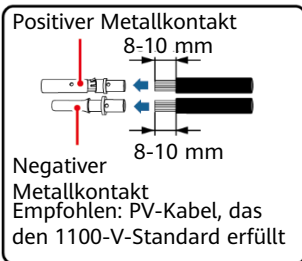 Positiver Metallkontakt
8-10 mm
8-10 mm
Negativer
Metallkontakt
Empfohlen: PV-Kabel, das
den 1100-V-Standard erfüllt